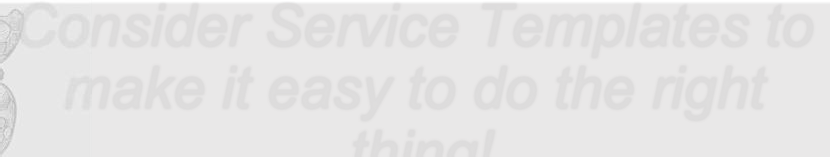 Consider Service Templates to
make it easy to do the right
thing!